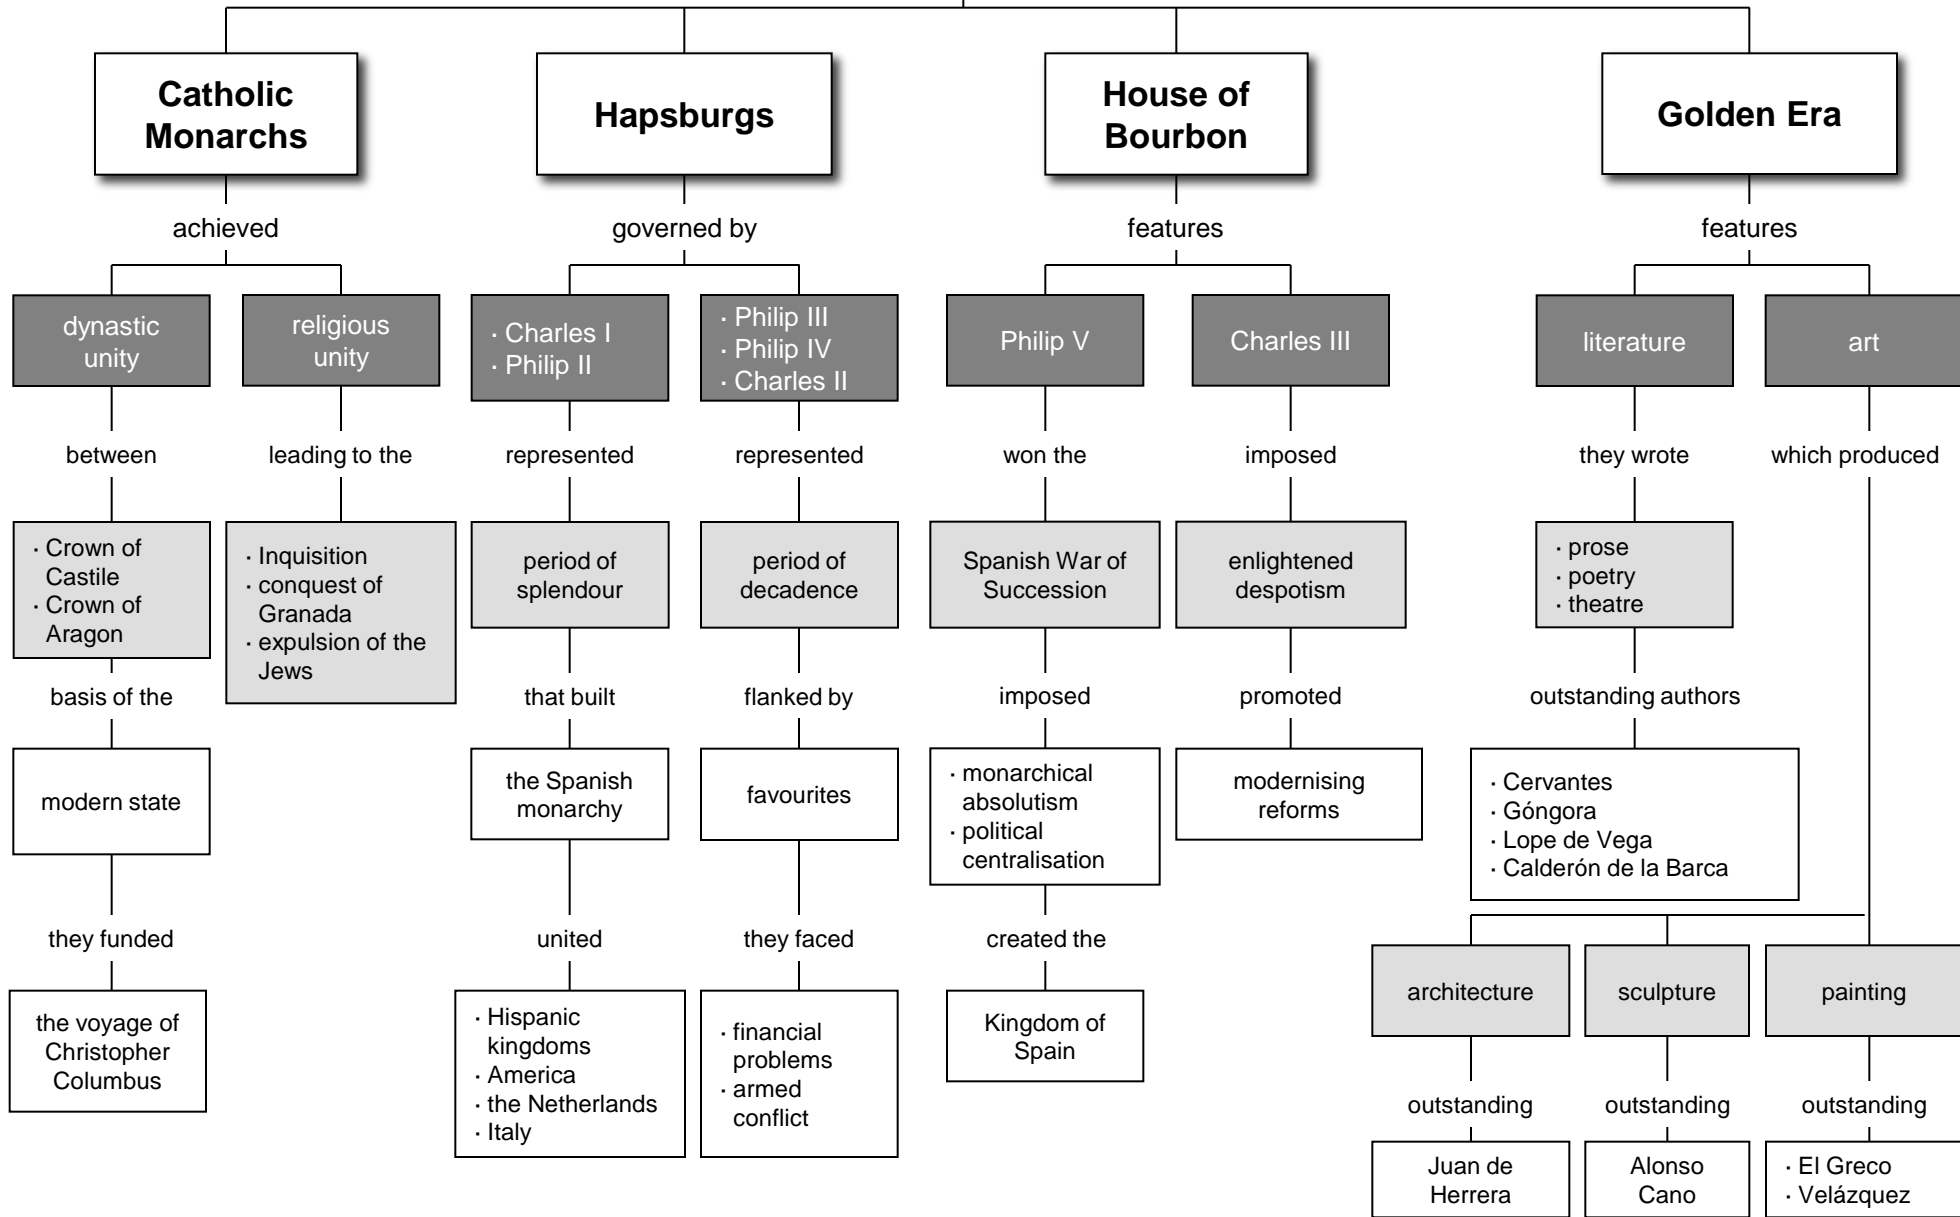 Catholic
Monarchs
Hapsburgs
House of
Bourbon
Golden Era
achieved
governed by
features
features
dynastic
unity
religious
unity
· Charles I
· Philip II
· Philip III
· Philip IV
· Charles II
Philip V
Charles III
literature
art
between
leading to the
represented
represented
won the
imposed
they wrote
which produced
· Crown of
Castile
· Crown of
Aragon
· Inquisition
· conquest of
Granada
· expulsion of the
Jews
period of
splendour
period of
decadence
Spanish War of
Succession
enlightened
despotism
· prose
· poetry
· theatre
basis of the
that built
flanked by
imposed
promoted
outstanding authors
modern state
the Spanish
monarchy
favourites
· monarchical
absolutism
· political
centralisation
modernising
reforms
· Cervantes
· Góngora
· Lope de Vega
· Calderón de la Barca
they funded
united
they faced
created the
architecture
sculpture
painting
the voyage of
Christopher
Columbus
· Hispanic
kingdoms
· America
· the Netherlands
· Italy
· financial
problems
· armed
conflict
Kingdom of
Spain
outstanding
outstanding
outstanding
Juan de
Herrera
Alonso
Cano
· El Greco
· Velázquez